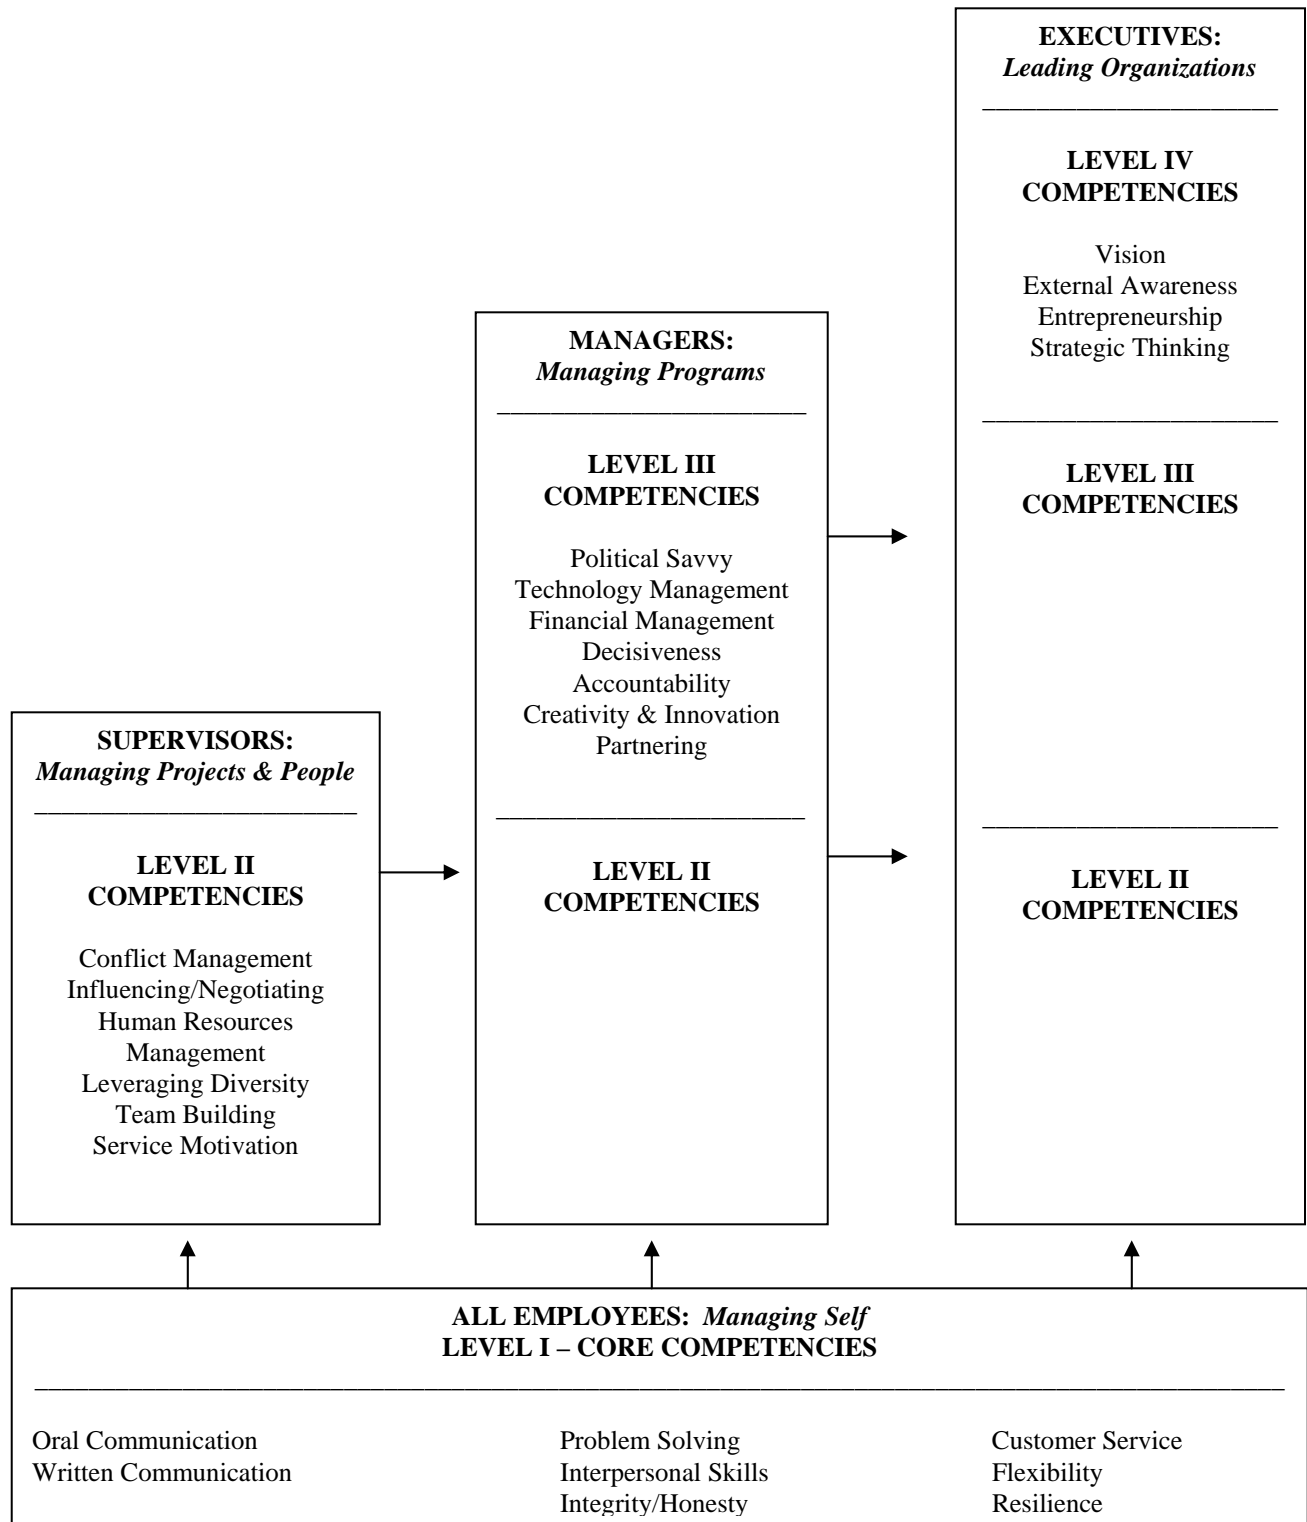 EXECUTIVES:
Leading Organizations
LEVEL IV
COMPETENCIES
Vision
External Awareness
Entrepreneurship
Strategic Thinking
LEVEL III
COMPETENCIES
LEVEL II
COMPETENCIES
MANAGERS:
Managing Programs
LEVEL III
COMPETENCIES
Political Savvy
Technology Management
Financial Management
Decisiveness
Accountability
Creativity & Innovation
Partnering
LEVEL II
COMPETENCIES
SUPERVISORS:
Managing Projects & People
LEVEL II
COMPETENCIES
Conflict Management
Influencing/Negotiating
Human Resources
Management
Leveraging Diversity
Team Building
Service Motivation
ALL EMPLOYEES: Managing Self
LEVEL I – CORE COMPETENCIES
Oral Communication
Written Communication
Problem Solving
Interpersonal Skills
Integrity/Honesty
Customer Service
Flexibility
Resilience